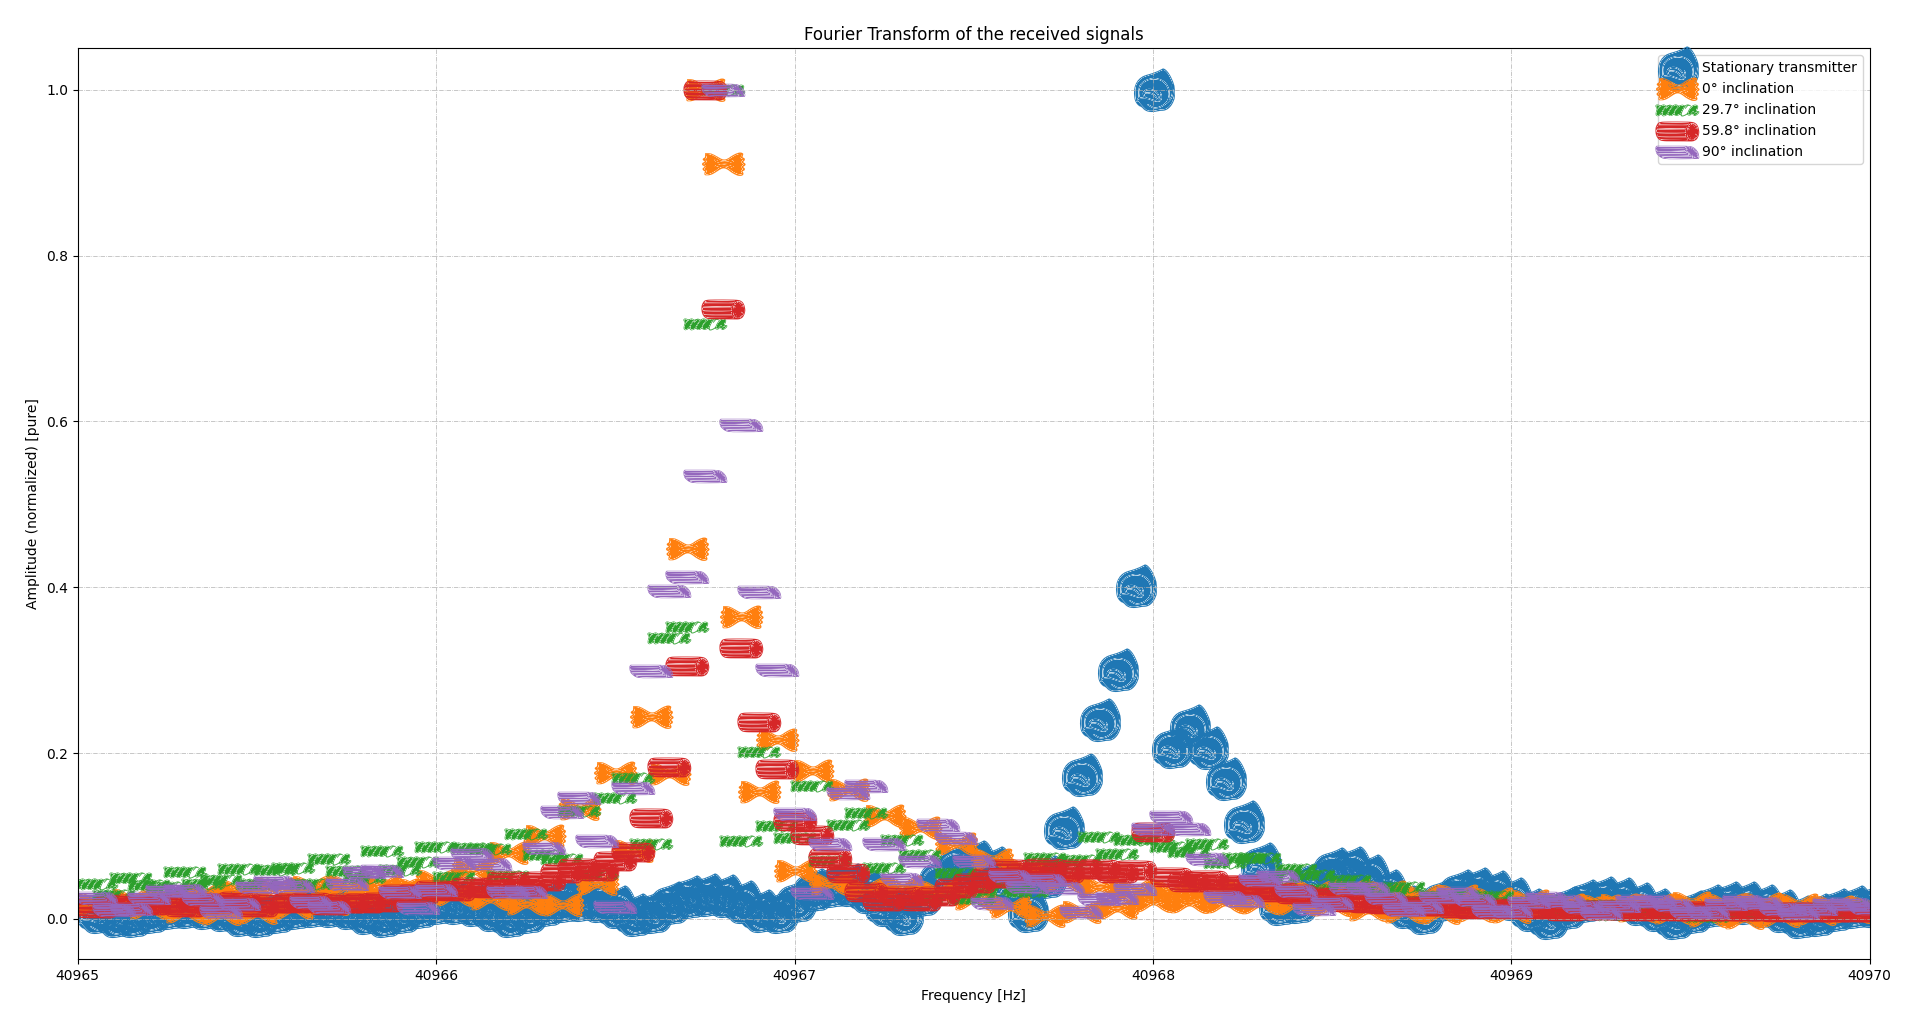 Fourier Transform of the received signals
Stationary transmitter
0° inclination
29.7° inclination
59.8° inclination
90° inclination
Amplitude (normalized) [pure]
1.0
0.8
0.6
0.4
0.2
0.0
40965 40966 40967 40968 40969 40970
Frequency [Hz]